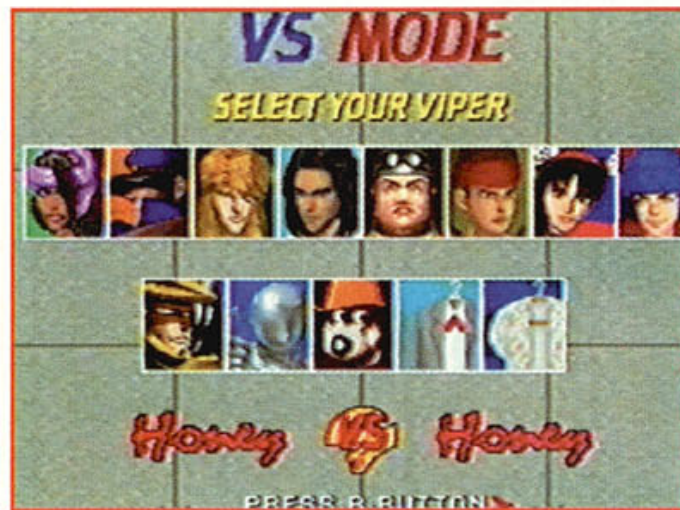 VS MODE
SELECT YOUR VIPER
Honey VS Honey
PRESS B BUTTON